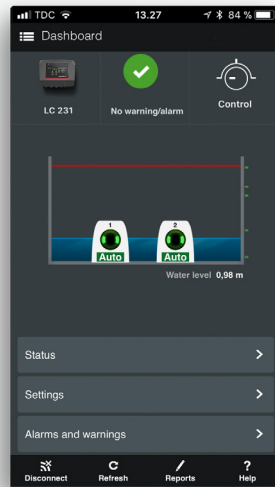 TDC 13.27 84 %
Dashboard
LC 231
No warning/alarm
Control
1 2
Auto Auto
Water level 0,98 m
Status
Settings
Alarms and warnings
Disconnect Refresh Reports Help